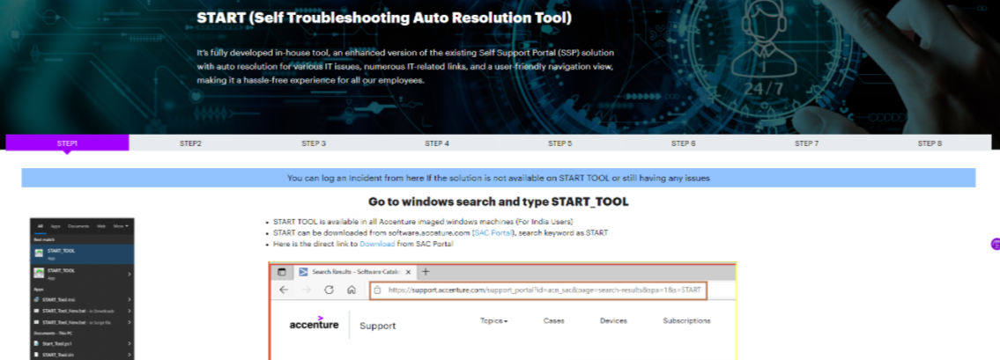 START (Self Troubleshooting Auto Resolution Tool)
It's fully developed in-house tool, an enhanced version of the existing Self Support Portal (SSP) solution
with auto resolution for various IT issues, numerous IT-related links, and a user-friendly navigation view,
making it a hassle-free experience for all our employees.
24/7
STEP1
STEP2
STEP 3
STEP 4
STEP 5
STEP 6
STEP 7
STEP 8
You can log an Incident from here If the solution is not available on START TOOL or still having any issues
Go to windows search and type START_TOOL
START TOOL is available in all Accenture imaged windows machines (For India Users)
START can be downloaded from software.acceture.com (SAC Portal), search keyword as START
Here is the direct link to Download from SAC Portal
All Apps Documents Web More
Best match
START_TOOL
App
START_TOOL
App
Apps
START_Tool.msi
START_Tool_New.bat - in Downloads
START_Tool_New.bat - in Script file
Documents - This PC
Start_Tool.ps1
START_Tool.sln
Search Results - Software Catal
https://support.accenture.com/support_portal?id=acn_sac&page=search-results&spa=1&q=START
accenture
Support
Topics
Cases
Devices
Subscriptions